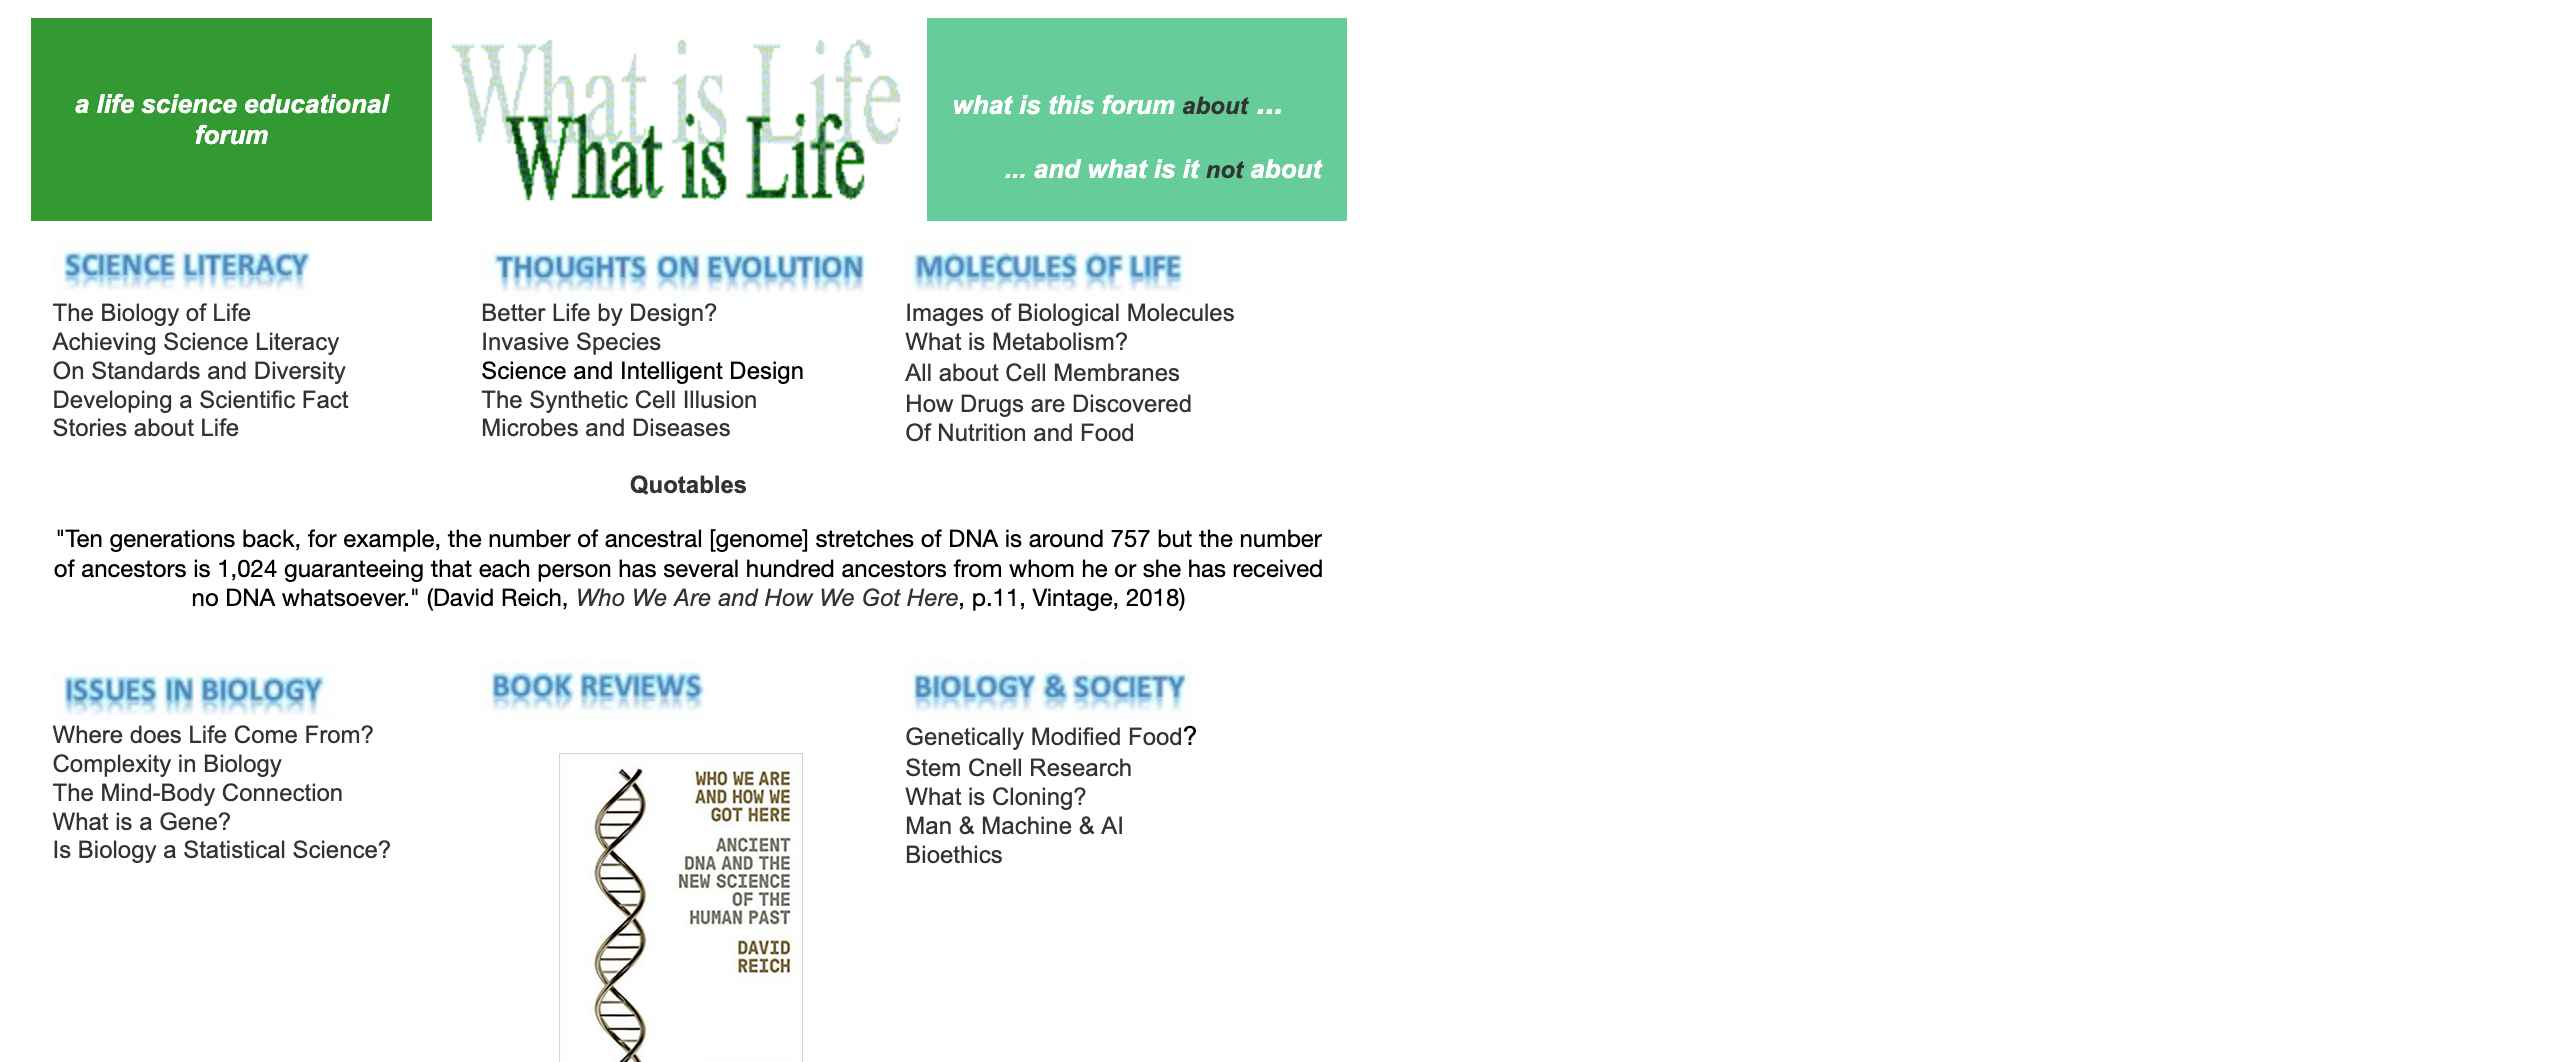 a life science educational
forum
What is Life
What is Life
what is this forum about ...
... and what is it not about
SCIENCE LITERACY
The Biology of Life
Achieving Science Literacy
On Standards and Diversity
Developing a Scientific Fact
Stories about Life
THOUGHTS ON EVOLUTION
Better Life by Design?
Invasive Species
Science and Intelligent Design
The Synthetic Cell Illusion
Microbes and Diseases
MOLECULES OF LIFE
Images of Biological Molecules
What is Metabolism?
All about Cell Membranes
How Drugs are Discovered
Of Nutrition and Food
Quotables
"Ten generations back, for example, the number of ancestral [genome] stretches of DNA is around 757 but the number
of ancestors is 1,024 guaranteeing that each person has several hundred ancestors from whom he or she has received
no DNA whatsoever." (David Reich, Who We Are and How We Got Here, p.11, Vintage, 2018)
ISSUES IN BIOLOGY
Where does Life Come From?
Complexity in Biology
The Mind-Body Connection
What is a Gene?
Is Biology a Statistical Science?
BOOK REVIEWS
WHO WE ARE
AND HOW WE
GOT HERE
ANCIENT
DNA AND THE
NEW SCIENCE
OF THE
HUMAN PAST
DAVID
REICH
BIOLOGY & SOCIETY
Genetically Modified Food?
Stem Cnell Research
What is Cloning?
Man & Machine & AI
Bioethics